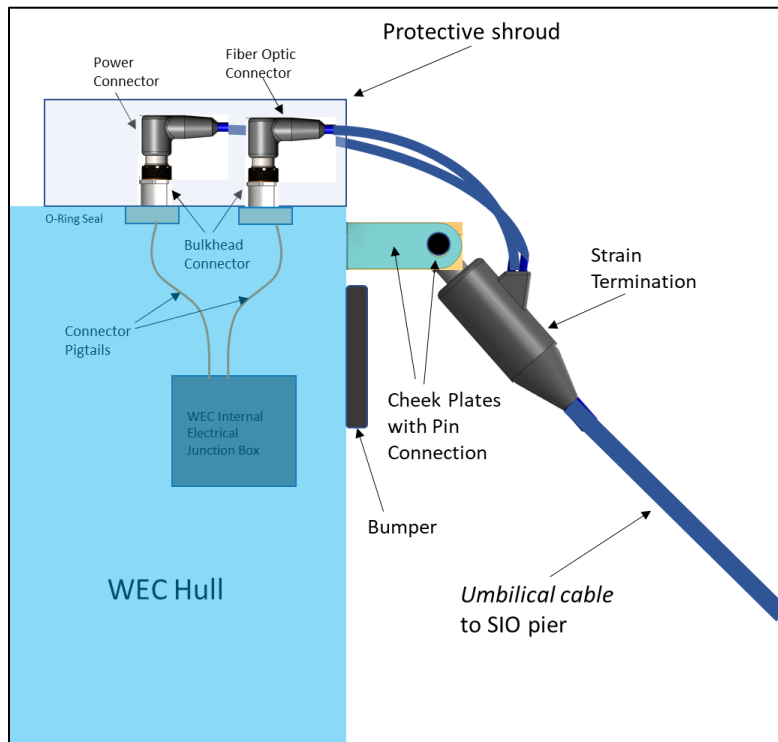 Protective shroud
Fiber Optic
Connector
Power
Connector
O-Ring Seal
Bulkhead
Connector
Strain
Termination
Connector
Pigtails
Cheek Plates
with Pin
Connection
WEC Internal
Electrical
Junction Box
Bumper
WEC Hull
Umbilical cable
to SIO pier